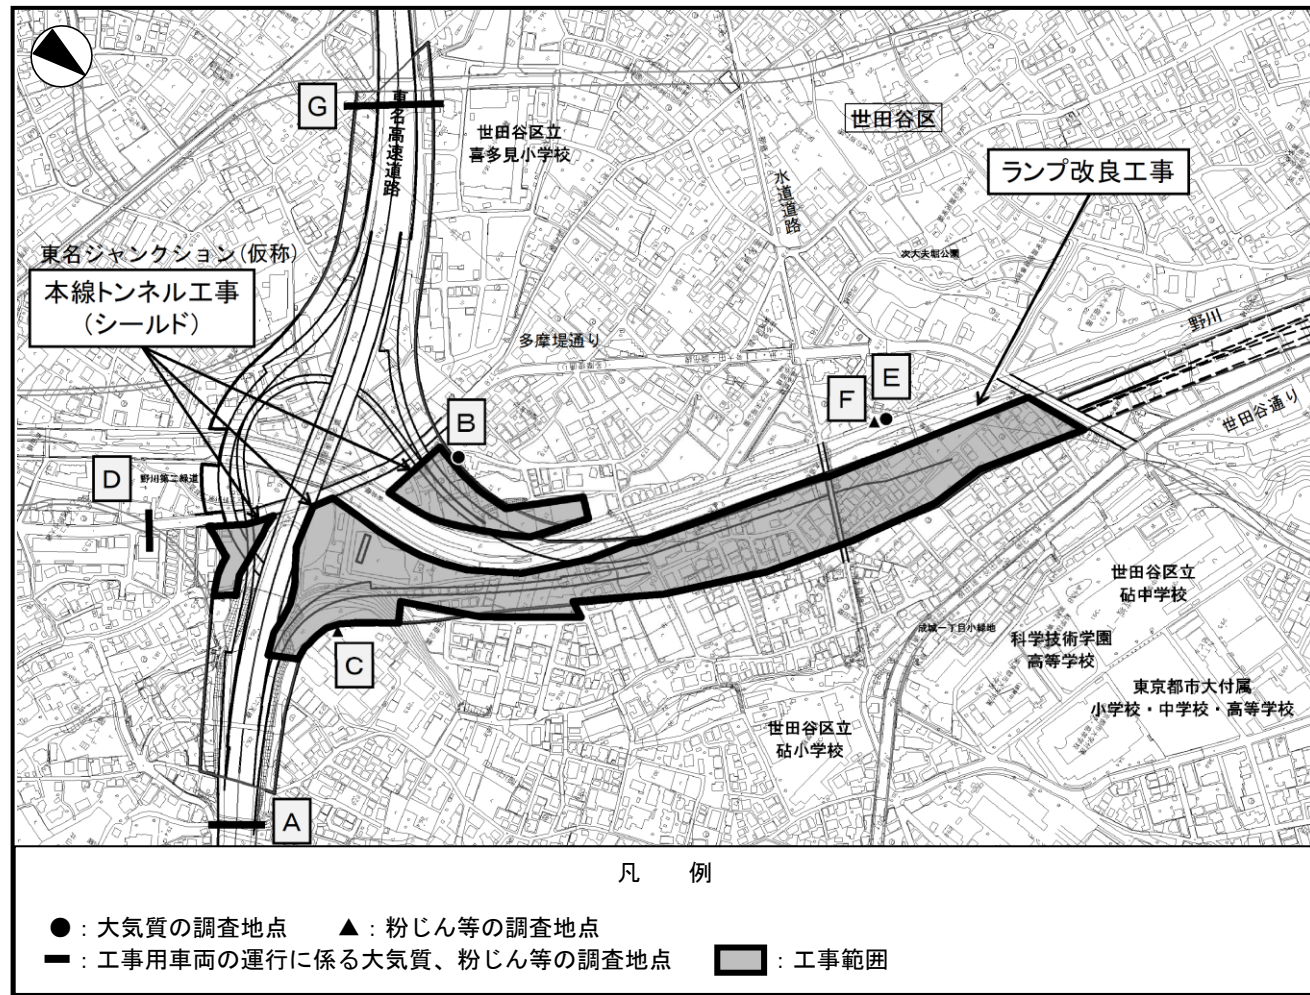 G
東名高速道路
世田谷区立
喜多見小学校
世田谷区
ランプ改良工事
水道道路
次大夫堀公園
東名ジャンクション(仮称)
本線トンネル工事
(シールド)
多摩堤通り
野川
世田谷通り
F
E
B
D
野川第二緑道
C
A
世田谷区立
砧中学校
成城一丁目小緑地
科学技術学園
高等学校
東京都市大付属
小学校・中学校・高等学校
世田谷区立
砧小学校
凡 例
●：大気質の調査地点 ▲：粉じん等の調査地点
━：工事用車両の運行に係る大気質、粉じん等の調査地点 ：工事範囲